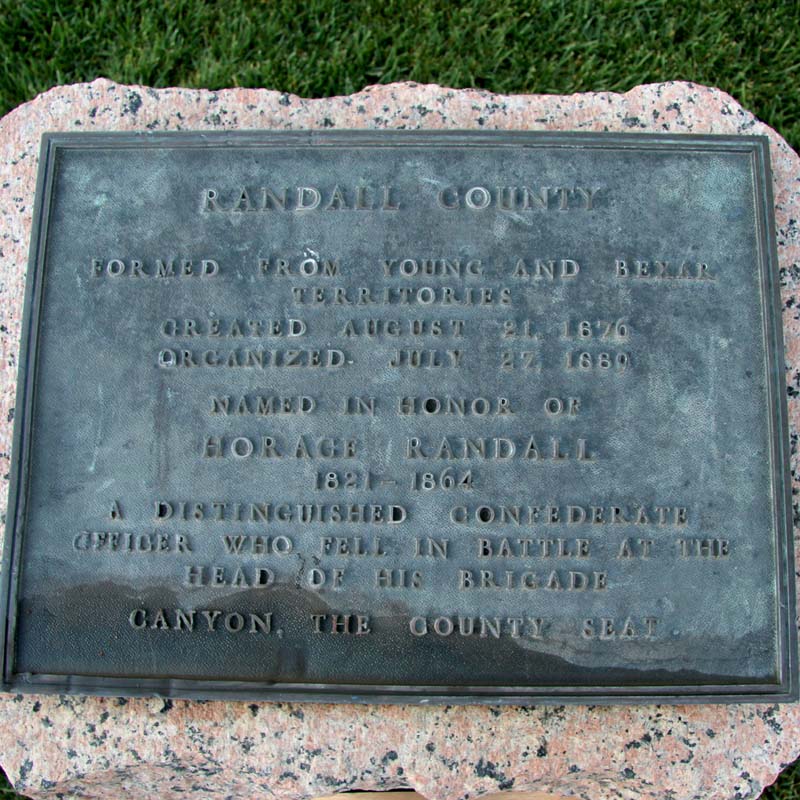 RANDALL COUNTY
FORMED FROM YOUNG AND BEXAR
TERRITORIES
CREATED AUGUST 21, 1876
ORGANIZED JULY 27, 1889
NAMED IN HONOR OF
HORACE RANDALL
1821-1864
A DISTINGUISHED CONFEDERATE
OFFICER WHO FELL IN BATTLE AT THE
HEAD OF HIS BRIGADE
CANYON, THE COUNTY SEAT